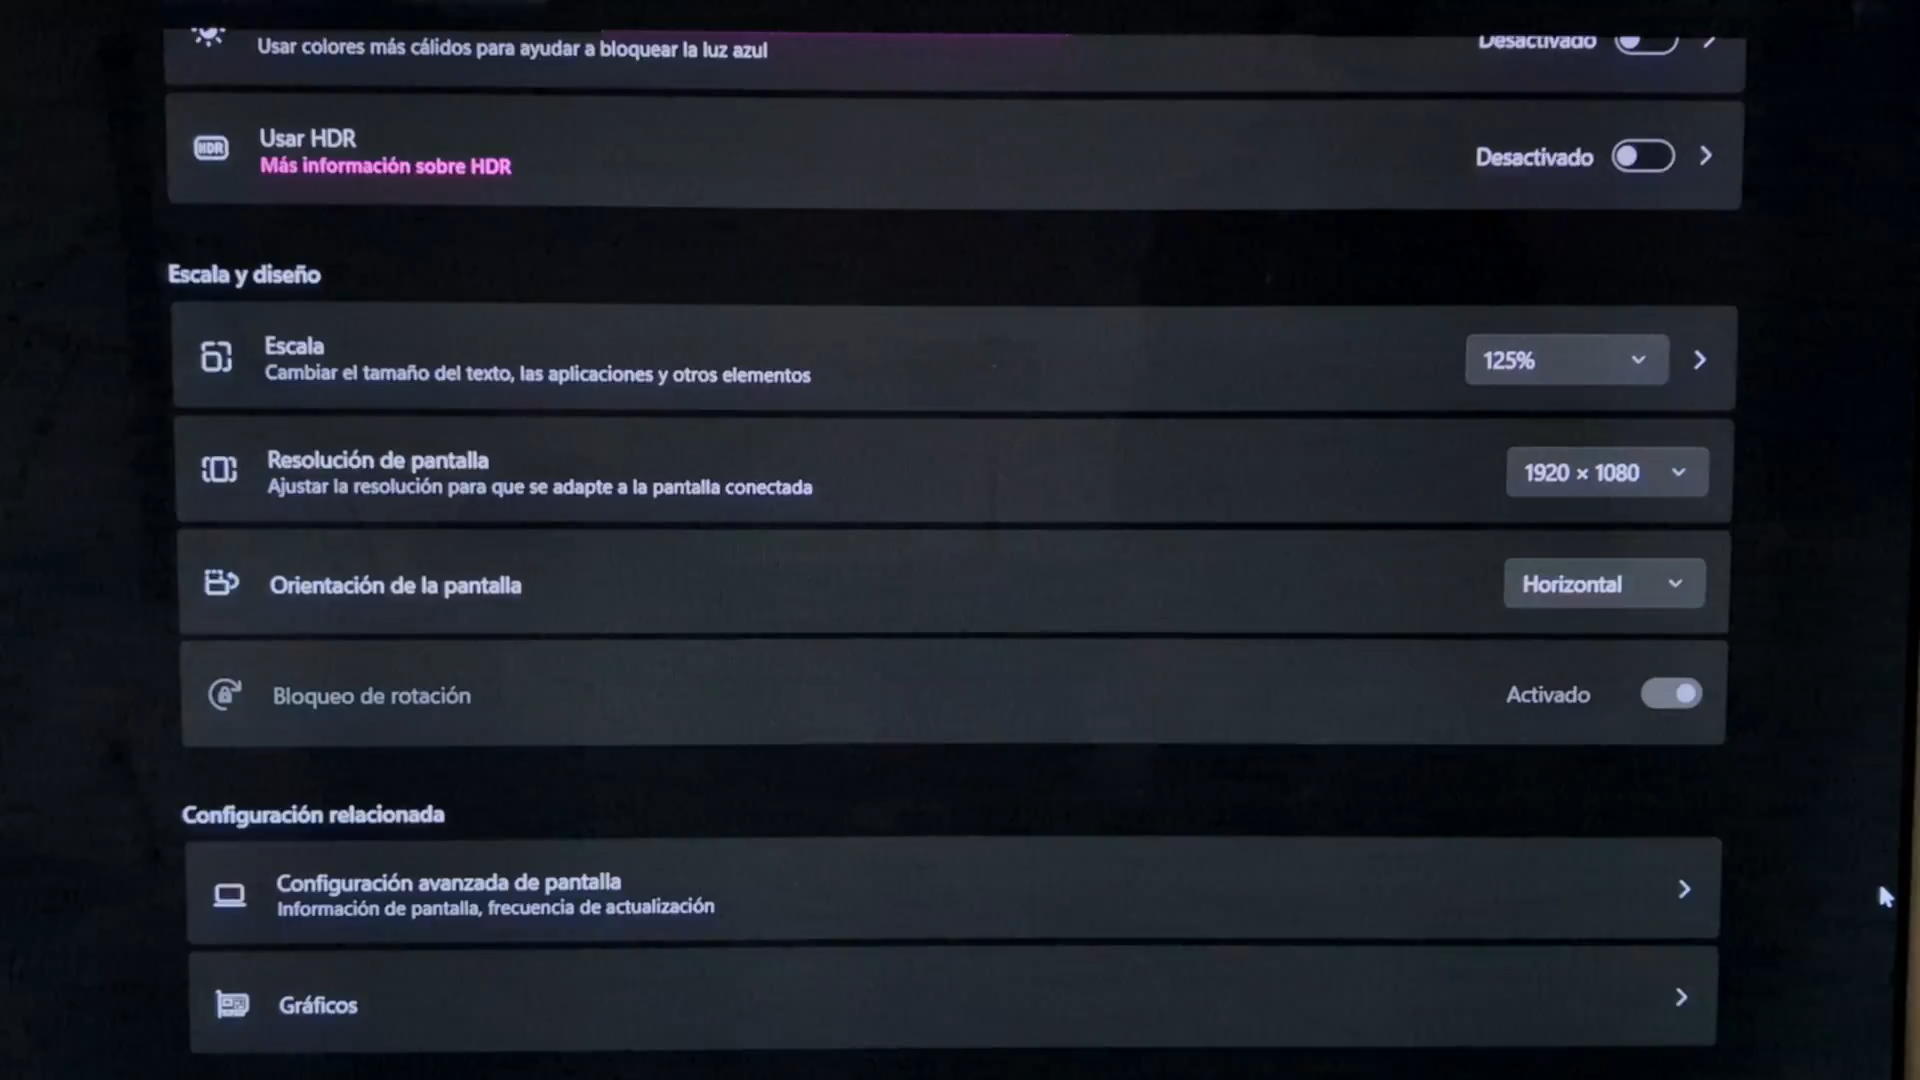 Usar colores más cálidos para ayudar a bloquear la luz azul
Desactivado
HDR
Usar HDR
Más información sobre HDR
Desactivado
Escala y diseño
Escala
Cambiar el tamaño del texto, las aplicaciones y otros elementos
125%
Resolución de pantalla
Ajustar la resolución para que se adapte a la pantalla conectada
1920 × 1080
Orientación de la pantalla
Horizontal
Bloqueo de rotación
Activado
Configuración relacionada
Configuración avanzada de pantalla
Información de pantalla, frecuencia de actualización
Gráficos